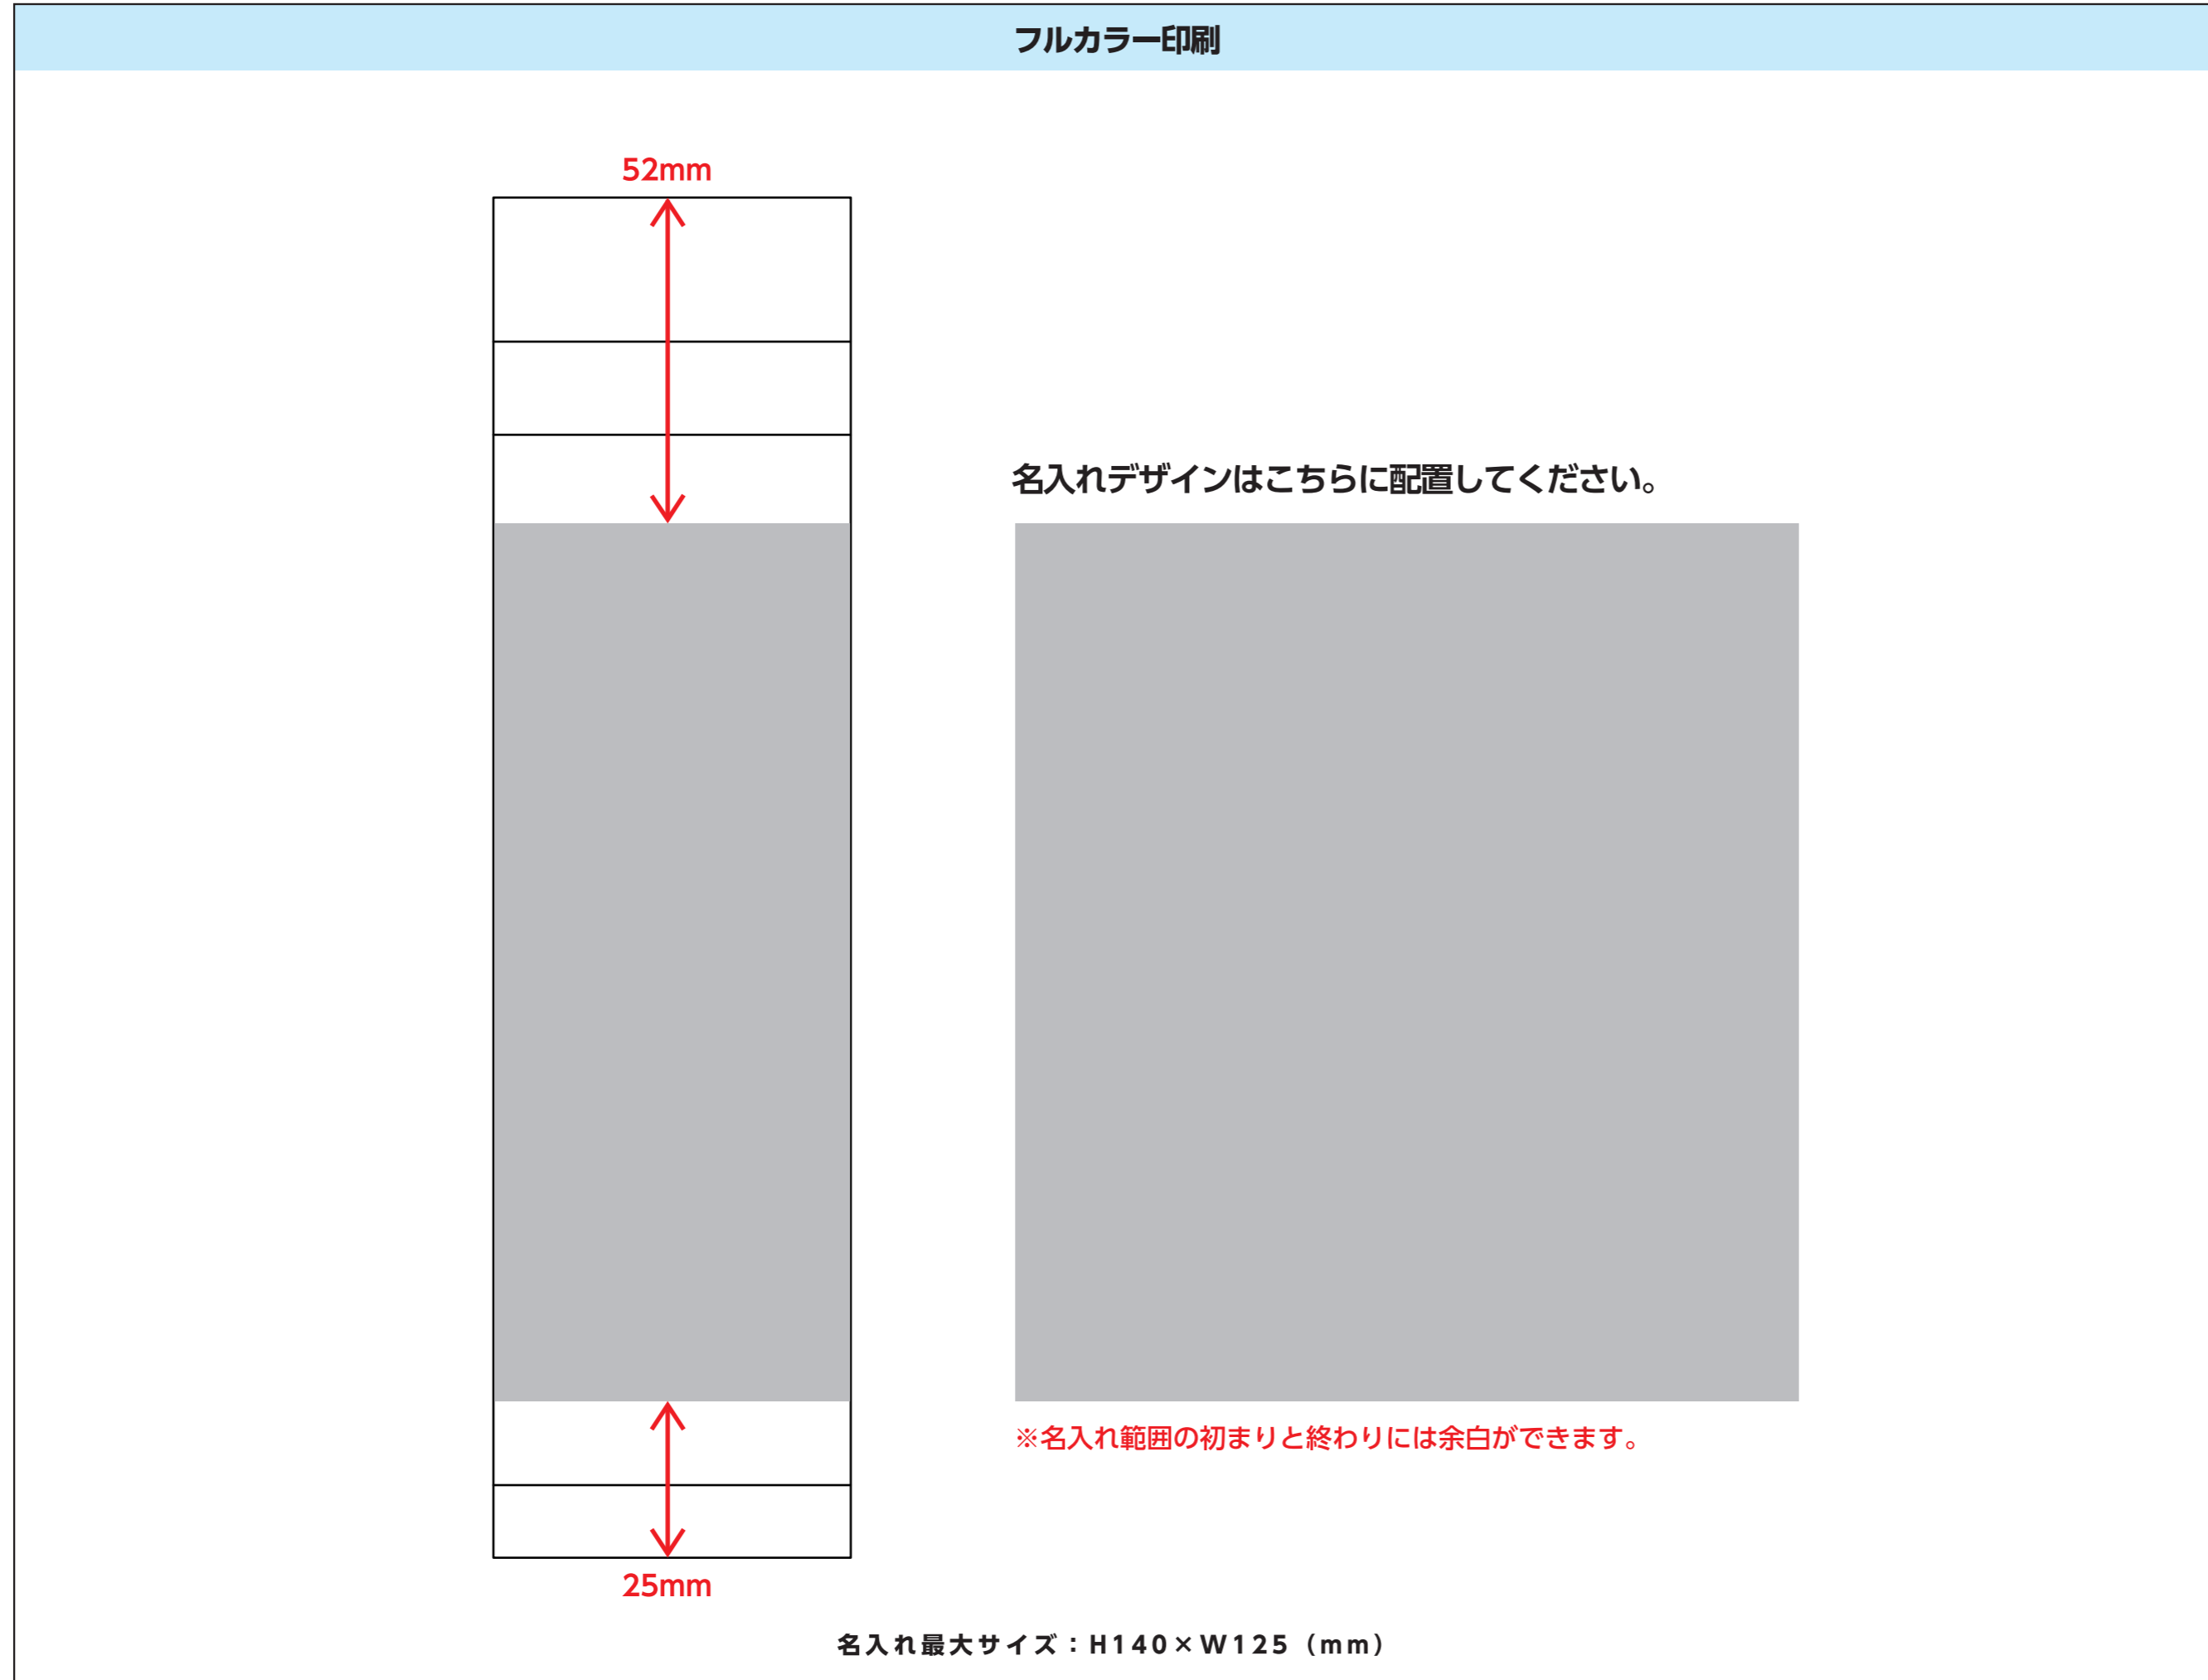 フルカラー印刷
52mm
名入れデザインはこちらに配置してください。
※名入れ範囲の初まりと終わりには余白ができます。
25mm
名入れ最大サイズ：H140×W125（mm）